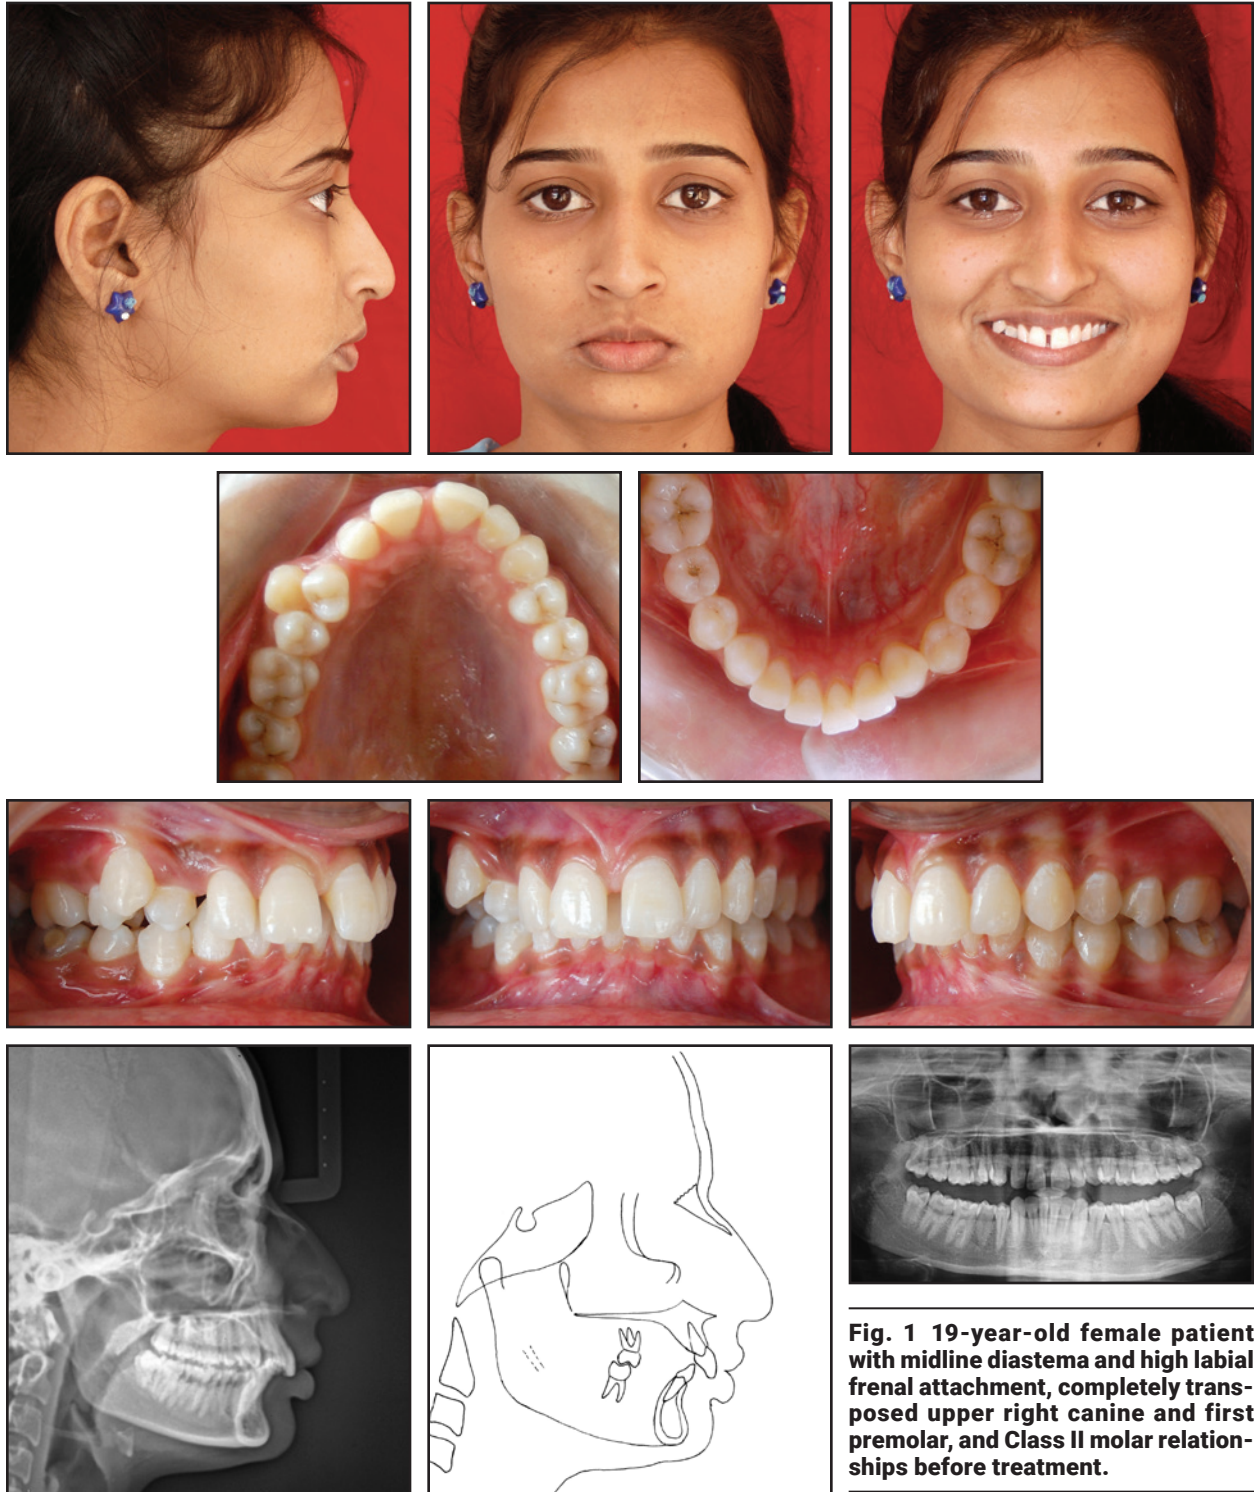 Fig. 1 19-year-old female patient
with midline diastema and high labial
frenal attachment, completely trans-
posed upper right canine and first
premolar, and Class II molar relation-
ships before treatment.